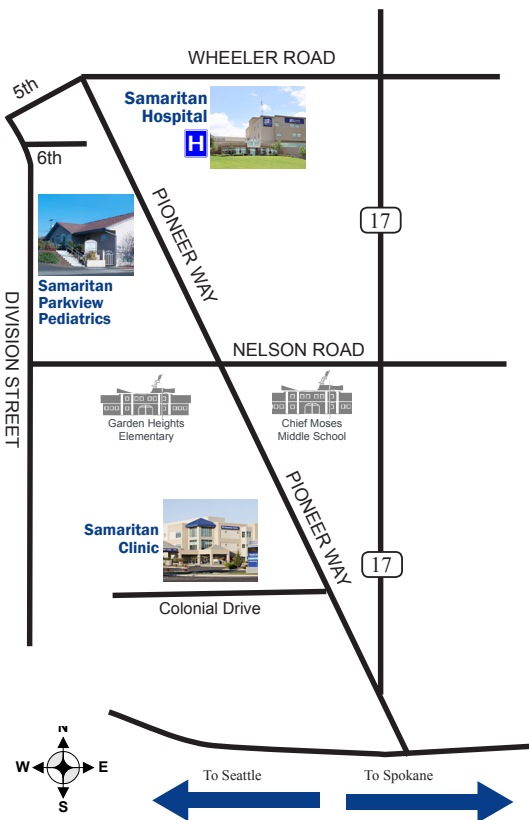 WHEELER ROAD
5th
Samaritan
Hospital
H
6th
PIONEER WAY
17
Samaritan
Parkview
Pediatrics
DIVISION STREET
NELSON ROAD
Garden Heights
Elementary
Chief Moses
Middle School
PIONEER WAY
Samaritan
Clinic
17
Colonial Drive
N
W
E
S
To Seattle
To Spokane